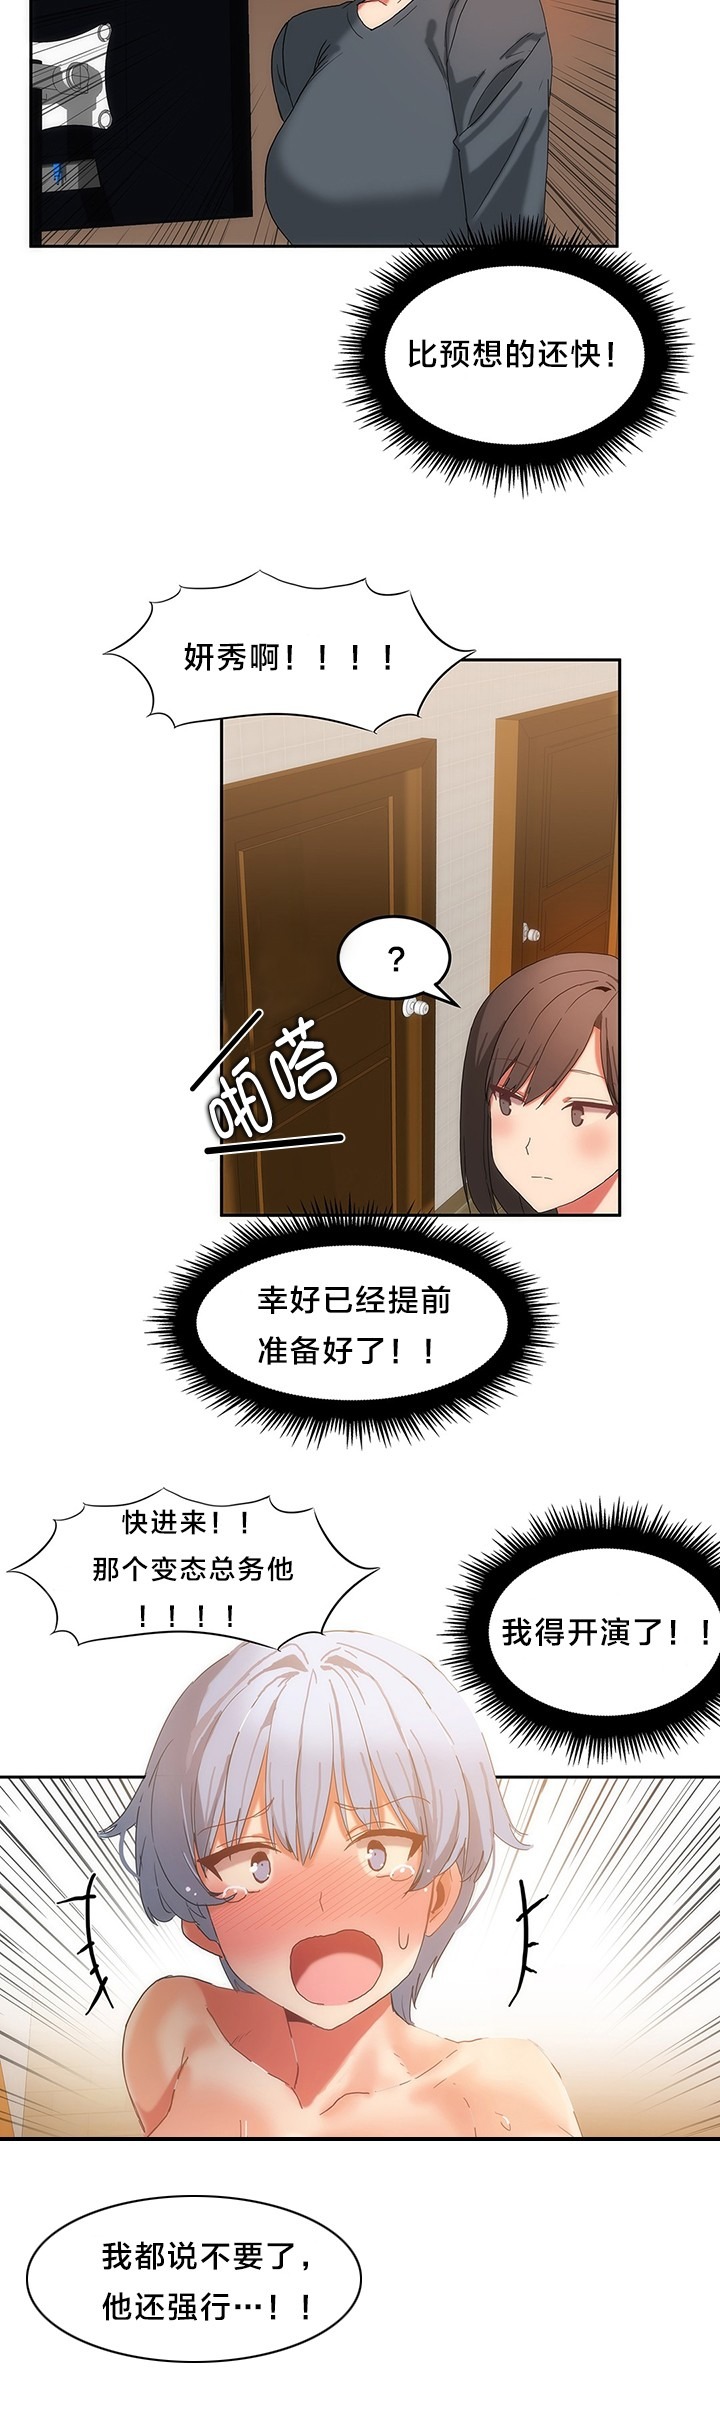 比预想的还快！
妍秀啊！！！！
？
啪嗒
幸好已经提前
准备好了！！
快进来！！
那个变态总务他
！！！！
我得开演了！！
我都说不要了，
他还强行…！！